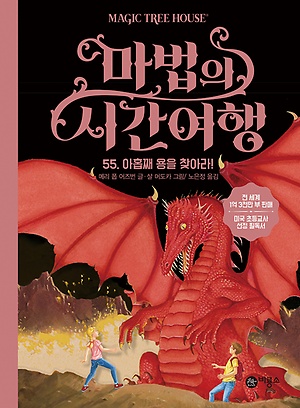 MAGIC TREE HOUSE®
마법의
시간여행
55. 아홉째 용을 찾아라!
메리 폽 어즈번 글·살 머도카 그림/ 노은정 옮김
전 세계
1억 3천만 부 판매
미국 초등교사
선정 필독서
비룡소